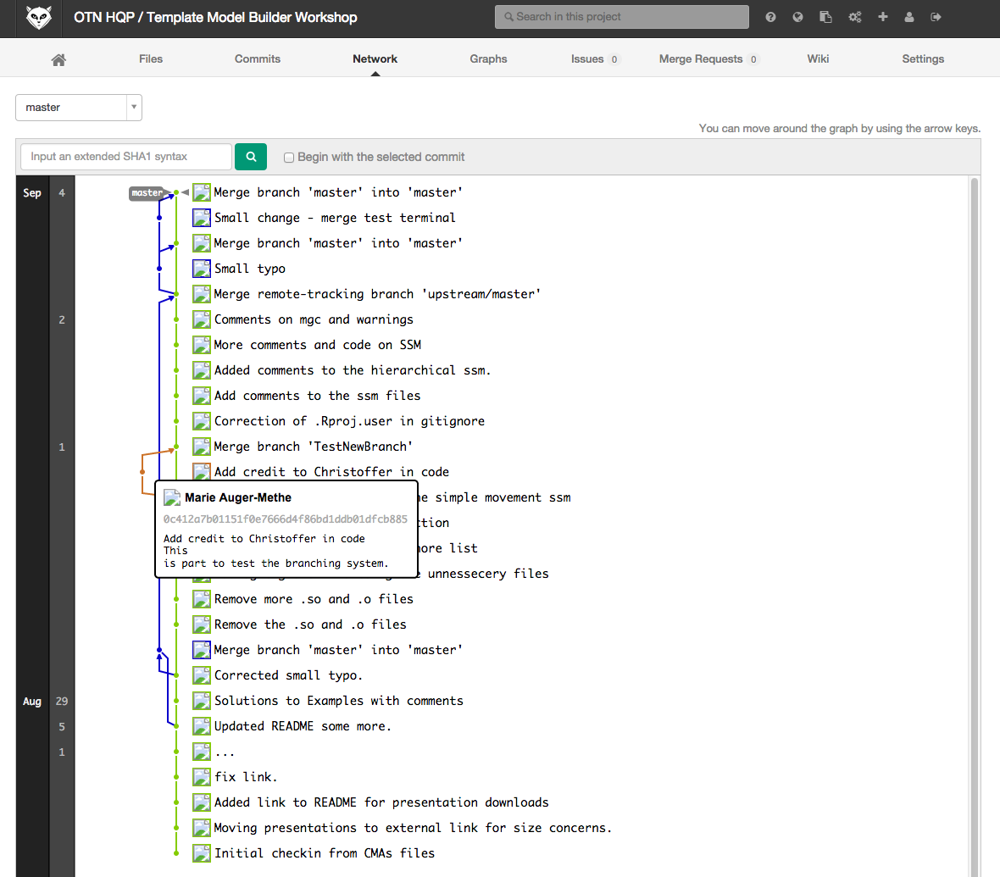 OTN HQP / Template Model Builder Workshop
Search in this project
Files
Commits
Network
Graphs
Issues 0
Merge Requests 0
Wiki
Settings
master
You can move around the graph by using the arrow keys.
Input an extended SHA1 syntax
Begin with the selected commit
Sep 4 master Merge branch 'master' into 'master'
Small change - merge test terminal
Merge branch 'master' into 'master'
Small typo
Merge remote-tracking branch 'upstream/master'
2 Comments on mgc and warnings
More comments and code on SSM
Added comments to the hierarchical ssm.
Add comments to the ssm files
Correction of .Rproj.user in gitignore
1 Merge branch 'TestNewBranch'
Add credit to Christoffer in code
simple movement ssm
Marie Auger-Methe
0c412a7b01151f0e7666d4f86bd1ddb01dfcb885
Add credit to Christoffer in code
This
is part to test the branching system.
list
unnessecery files
Remove more .so and .o files
Remove the .so and .o files
Merge branch 'master' into 'master'
Corrected small typo.
Aug 29 Solutions to Examples with comments
5 Updated README some more.
1 ...
fix link.
Added link to README for presentation downloads
Moving presentations to external link for size concerns.
Initial checkin from CMAs files